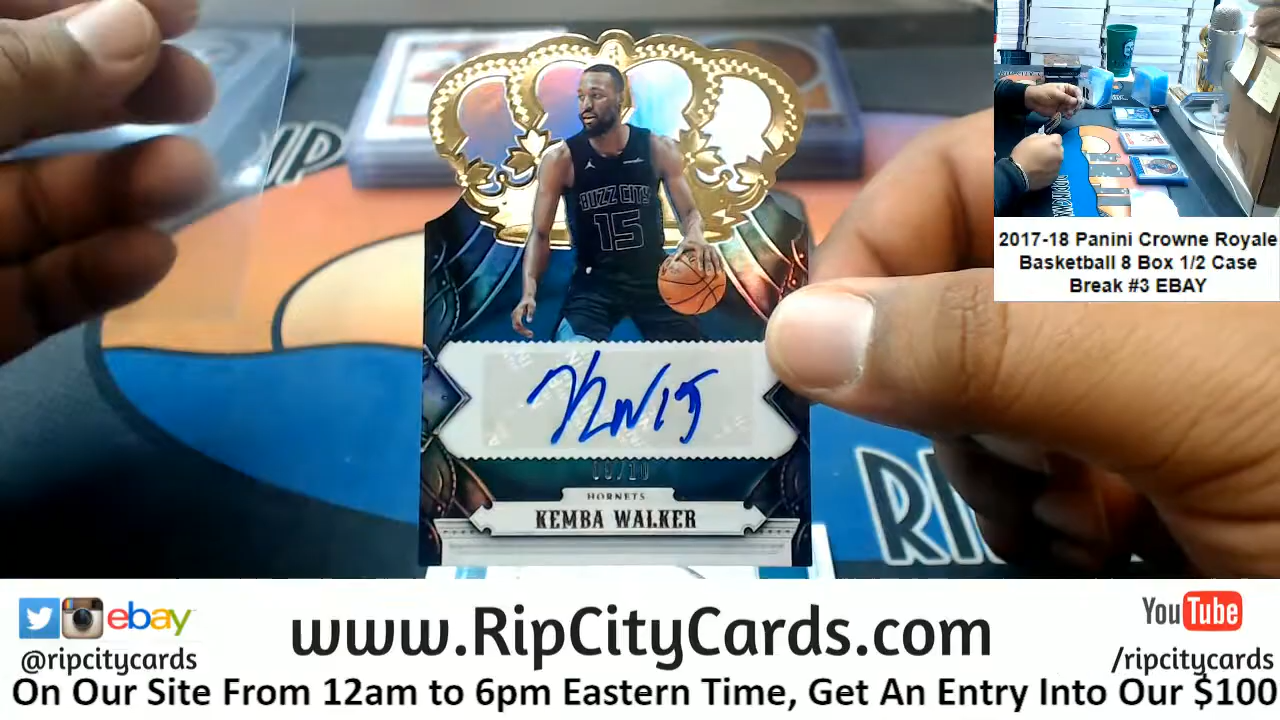 RIP
BUZZ CITY
15
HORNETS
KEMBA WALKER
2017-18 Panini Crowne Royale
Basketball 8 Box 1/2 Case
Break #3 EBAY
ebay
@ripcitycards
www.RipCityCards.com
YouTube
/ripcitycards
On Our Site From 12am to 6pm Eastern Time, Get An Entry Into Our $100